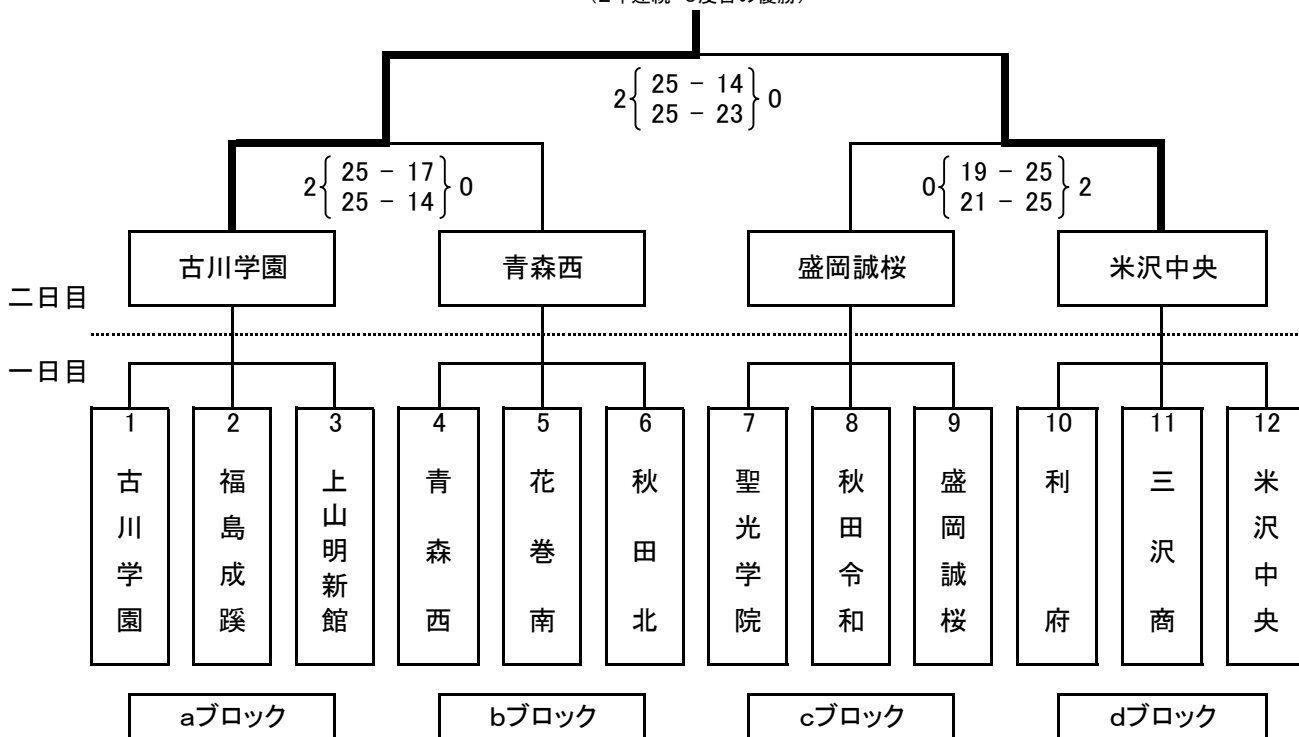 25 - 14
2 0
25 - 23
25 - 17
2 0
25 - 14
19 - 25
0 2
21 - 25
古川学園
青森西
盛岡誠桜
米沢中央
二日目
一日目
1
古川学園
2
福島成蹊
3
上山明新館
4
青森西
5
花巻南
6
秋田北
7
聖光学院
8
秋田令和
9
盛岡誠桜
10
利府
11
三沢商
12
米沢中央
aブロック
bブロック
cブロック
dブロック